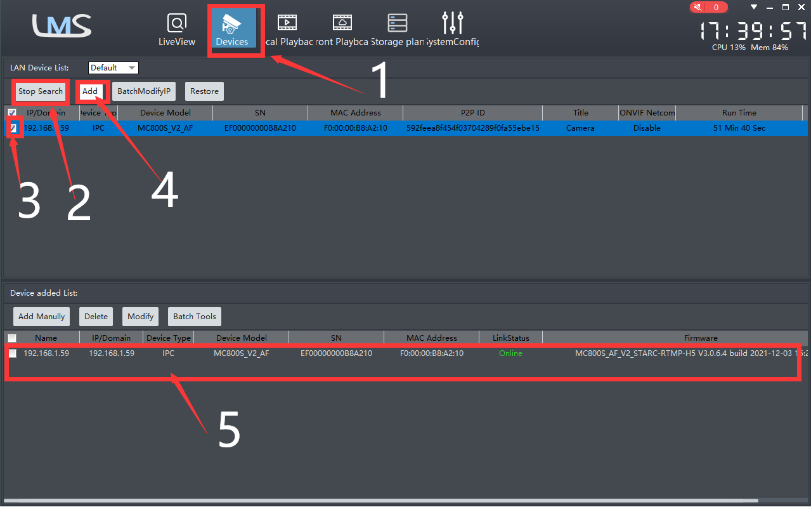 LMS
0
17:39:57
CPU 13% Mem 84%
LiveView
Devices
cal Playbac
ront Playbca
Storage plan
SystemConfig
LAN Device List:
Default
1
Stop Search
Add
BatchModifyIP
Restore
IP/Domain
Device Model
SN
MAC Address
P2P ID
Title
ONVIF Netcom
Run Time
192.168.1.59
IPC
MC800S_V2_AF
EF00000000B8A210
F0:00:00:B8:A2:10
592feea8f454f03704289f0fa55ebe15
Camera
Disable
51 Min 40 Sec
3
2
4
Device added List:
Add Manully
Delete
Modify
Batch Tools
Name
IP/Domain
Device Type
Device Model
SN
MAC Address
LinkStatus
Firmware
192.168.1.59
192.168.1.59
IPC
MC800S_V2_AF
EF00000000B8A210
F0:00:00:B8:A2:10
Online
MC800S_AF_V2_STARC-RTMP-H5 V3.0.6.4 build 2021-12-03
5